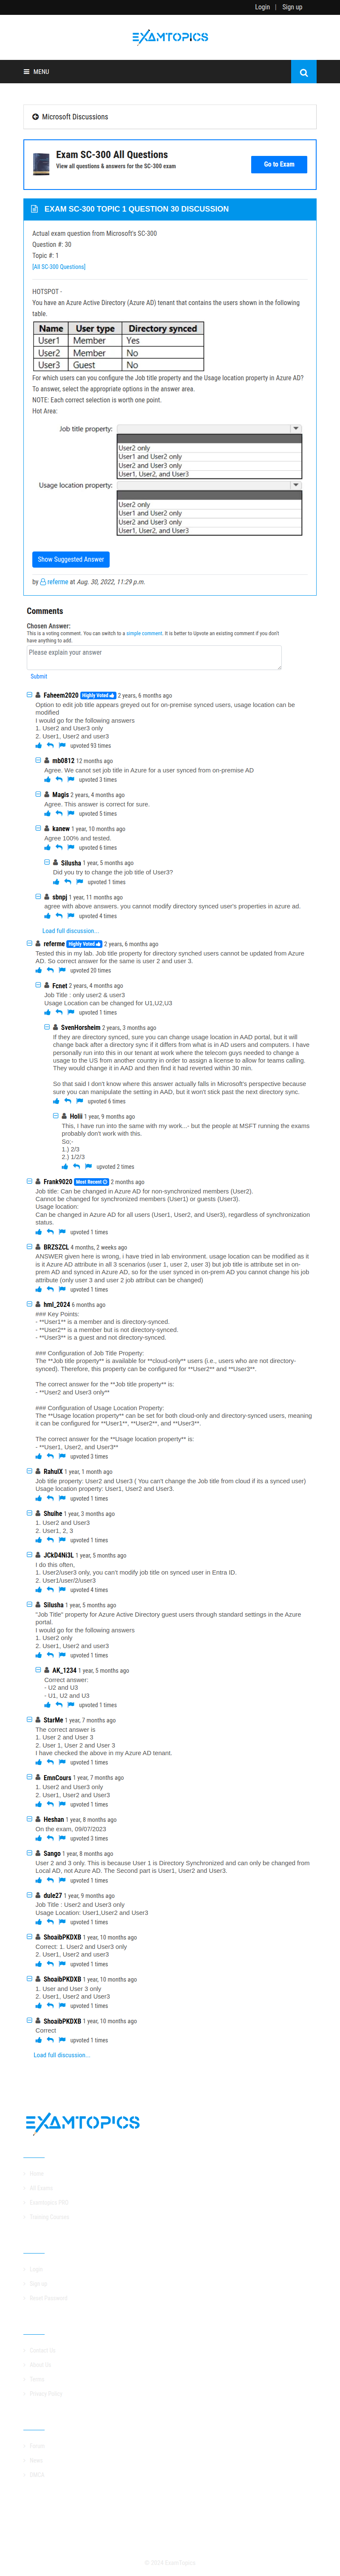 Login | Sign up
EXAMTOPICS
MENU
Microsoft Discussions
Exam SC-300 All Questions
View all questions & answers for the SC-300 exam
Go to Exam
EXAM SC-300 TOPIC 1 QUESTION 30 DISCUSSION
Actual exam question from Microsoft's SC-300
Question #: 30
Topic #: 1
[All SC-300 Questions]
HOTSPOT -
You have an Azure Active Directory (Azure AD) tenant that contains the users shown in the following
table.
Name User type Directory synced
User1 Member Yes
User2 Member No
User3 Guest No
For which users can you configure the Job title property and the Usage location property in Azure AD?
To answer, select the appropriate options in the answer area.
NOTE: Each correct selection is worth one point.
Hot Area:
Job title property:
User2 only
User1 and User2 only
User2 and User3 only
User1, User2, and User3
Usage location property:
User2 only
User1 and User2 only
User2 and User3 only
User1, User2, and User3
Show Suggested Answer
by referme at Aug. 30, 2022, 11:29 p.m.
Comments
Chosen Answer:
This is a voting comment. You can switch to a simple comment. It is better to Upvote an existing comment if you don't
have anything to add.
Please explain your answer
Submit
Faheem2020 Highly Voted 2 years, 6 months ago
Option to edit job title appears greyed out for on-premise synced users, usage location can be
modified
I would go for the following answers
1. User2 and User3 only
2. User1, User2 and user3
upvoted 93 times
mb0812 12 months ago
Agree. We canot set job title in Azure for a user synced from on-premise AD
upvoted 3 times
Magis 2 years, 4 months ago
Agree. This answer is correct for sure.
upvoted 5 times
kanew 1 year, 10 months ago
Agree 100% and tested.
upvoted 6 times
Silusha 1 year, 5 months ago
Did you try to change the job title of User3?
upvoted 1 times
sbnpj 1 year, 11 months ago
agree with above answers. you cannot modify directory synced user's properties in azure ad.
upvoted 4 times
Load full discussion...
referme Highly Voted 2 years, 6 months ago
Tested this in my lab. Job title property for directory synched users cannot be updated from Azure
AD. So correct answer for the same is user 2 and user 3.
upvoted 20 times
Fcnet 2 years, 4 months ago
Job Title : only user2 & user3
Usage Location can be changed for U1,U2,U3
upvoted 1 times
SvenHorsheim 2 years, 3 months ago
If they are directory synced, sure you can change usage location in AAD portal, but it will
change back after a directory sync if it differs from what is in AD users and computers. I have
personally run into this in our tenant at work where the telecom guys needed to change a
usage to the US from another country in order to assign a license to allow for teams calling.
They would change it in AAD and then find it had reverted within 30 min.
So that said I don't know where this answer actually falls in Microsoft's perspective because
sure you can manipulate the setting in AAD, but it won't stick past the next directory sync.
upvoted 6 times
Holii 1 year, 9 months ago
This, I have run into the same with my work...- but the people at MSFT running the exams
probably don't work with this.
So;-
1.) 2/3
2.) 1/2/3
upvoted 2 times
Frank9020 Most Recent 2 months ago
Job title: Can be changed in Azure AD for non-synchronized members (User2).
Cannot be changed for synchronized members (User1) or guests (User3).
Usage location:
Can be changed in Azure AD for all users (User1, User2, and User3), regardless of synchronization
status.
upvoted 1 times
BRZSZCL 4 months, 2 weeks ago
ANSWER given here is wrong, i have tried in lab environment. usage location can be modified as it
is it Azure AD attribute in all 3 scenarios (user 1, user 2, user 3) but job title is attribute set in on-
prem AD and synced in Azure AD, so for the user synced in on-prem AD you cannot change his job
attribute (only user 3 and user 2 job attribut can be changed)
upvoted 1 times
hml_2024 6 months ago
### Key Points:
- **User1** is a member and is directory-synced.
- **User2** is a member but is not directory-synced.
- **User3** is a guest and not directory-synced.
### Configuration of Job Title Property:
The **Job title property** is available for **cloud-only** users (i.e., users who are not directory-
synced). Therefore, this property can be configured for **User2** and **User3**.
The correct answer for the **Job title property** is:
- **User2 and User3 only**
### Configuration of Usage Location Property:
The **Usage location property** can be set for both cloud-only and directory-synced users, meaning
it can be configured for **User1**, **User2**, and **User3**.
The correct answer for the **Usage location property** is:
- **User1, User2, and User3**
upvoted 3 times
RahulX 1 year, 1 month ago
Job title property: User2 and User3 ( You can't change the Job title from cloud if its a synced user)
Usage location property: User1, User2 and User3.
upvoted 1 times
Shuihe 1 year, 3 months ago
1. User2 and User3
2. User1, 2, 3
upvoted 1 times
JCkD4Ni3L 1 year, 5 months ago
I do this often,
1. User2/User3 only, you can't modify job title on synced user in Entra ID.
2. User1/user2/user3
upvoted 4 times
Silusha 1 year, 5 months ago
"Job Title" property for Azure Active Directory guest users through standard settings in the Azure
portal.
I would go for the following answers
1. User2 only
2. User1, User2 and user3
upvoted 1 times
AK_1234 1 year, 5 months ago
Correct answer:
- U2 and U3
- U1, U2 and U3
upvoted 1 times
StarMe 1 year, 7 months ago
The correct answer is
1. User 2 and User 3
2. User 1, User 2 and User 3
I have checked the above in my Azure AD tenant.
upvoted 1 times
EmnCours 1 year, 7 months ago
1. User2 and User3 only
2. User1, User2 and User3
upvoted 1 times
Heshan 1 year, 8 months ago
On the exam, 09/07/2023
upvoted 3 times
Sango 1 year, 8 months ago
User 2 and 3 only. This is because User 1 is Directory Synchronized and can only be changed from
Local AD, not Azure AD. The Second part is User1, User2 and User3.
upvoted 1 times
dule27 1 year, 9 months ago
Job Title : User2 and User3 only
Usage Location: User1,User2 and User3
upvoted 1 times
ShoaibPKDXB 1 year, 10 months ago
Correct: 1. User2 and User3 only
2. User1, User2 and user3
upvoted 1 times
ShoaibPKDXB 1 year, 10 months ago
1. User and User 3 only
2. User1, User2 and User3
upvoted 1 times
ShoaibPKDXB 1 year, 10 months ago
Correct
upvoted 1 times
Load full discussion...
EXAMTOPICS
Home
All Exams
Examtopics PRO
Training Courses
Login
Sign up
Reset Password
Contact Us
About Us
Terms
Privacy Policy
Forum
News
DMCA
© 2024 ExamTopics